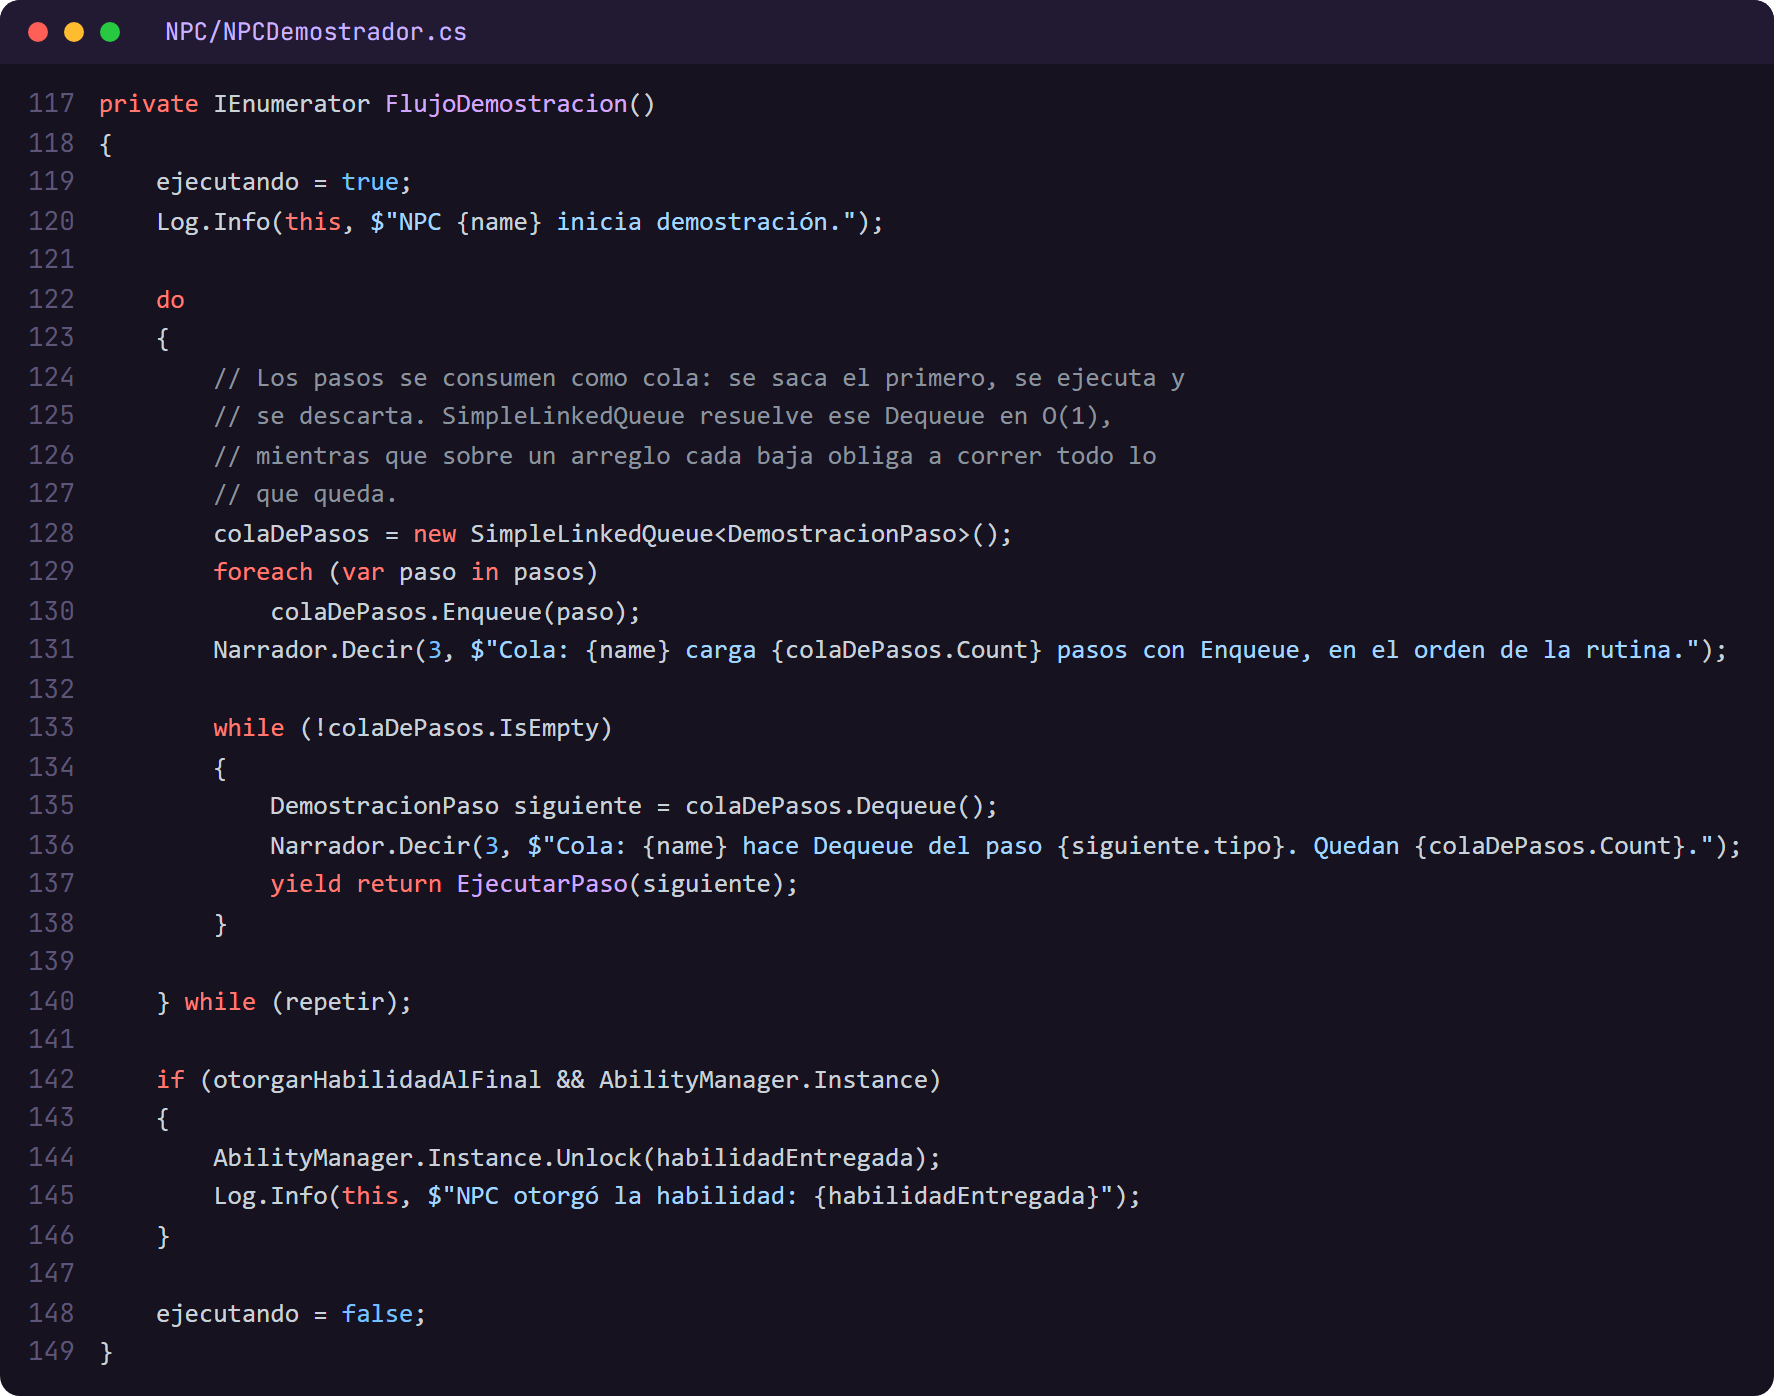 NPC/NPCDemostrador.cs
117 private IEnumerator FlujoDemostracion()
118 {
119     ejecutando = true;
120     Log.Info(this, $"NPC {name} inicia demostración.");
121
122     do
123     {
124         // Los pasos se consumen como cola: se saca el primero, se ejecuta y
125         // se descarta. SimpleLinkedQueue resuelve ese Dequeue en O(1),
126         // mientras que sobre un arreglo cada baja obliga a correr todo lo
127         // que queda.
128         colaDePasos = new SimpleLinkedQueue<DemostracionPaso>();
129         foreach (var paso in pasos)
130             colaDePasos.Enqueue(paso);
131         Narrador.Decir(3, $"Cola: {name} carga {colaDePasos.Count} pasos con Enqueue, en el orden de la rutina.");
132
133         while (!colaDePasos.IsEmpty)
134         {
135             DemostracionPaso siguiente = colaDePasos.Dequeue();
136             Narrador.Decir(3, $"Cola: {name} hace Dequeue del paso {siguiente.tipo}. Quedan {colaDePasos.Count}.");
137             yield return EjecutarPaso(siguiente);
138         }
139
140     } while (repetir);
141
142     if (otorgarHabilidadAlFinal && AbilityManager.Instance)
143     {
144         AbilityManager.Instance.Unlock(habilidadEntregada);
145         Log.Info(this, $"NPC otorgó la habilidad: {habilidadEntregada}");
146     }
147
148     ejecutando = false;
149 }